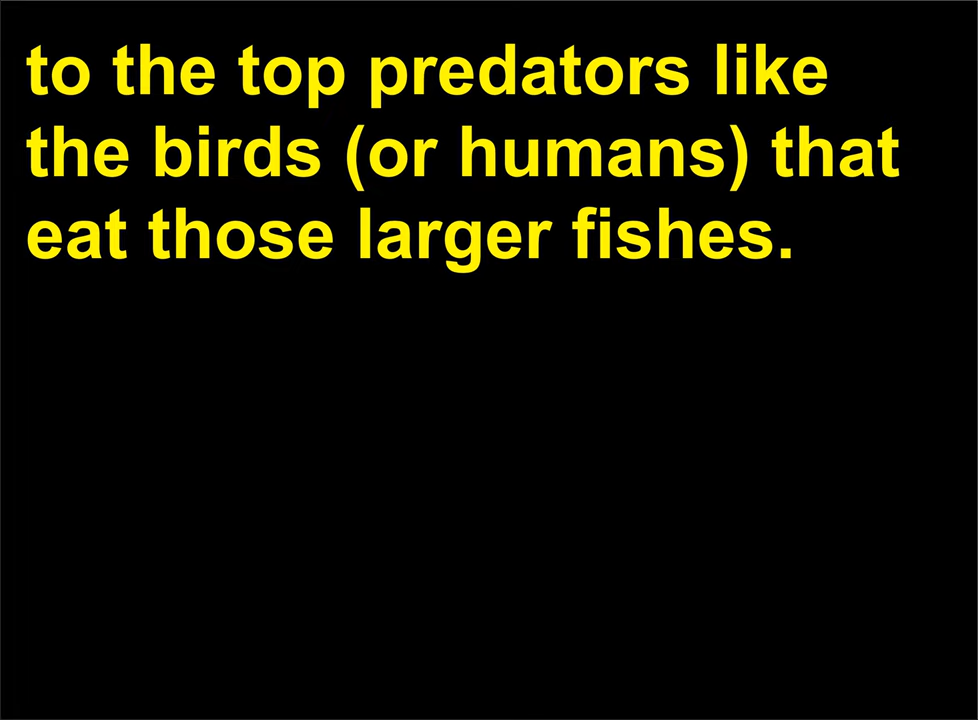 to the top predators like
the birds (or humans) that
eat those larger fishes.